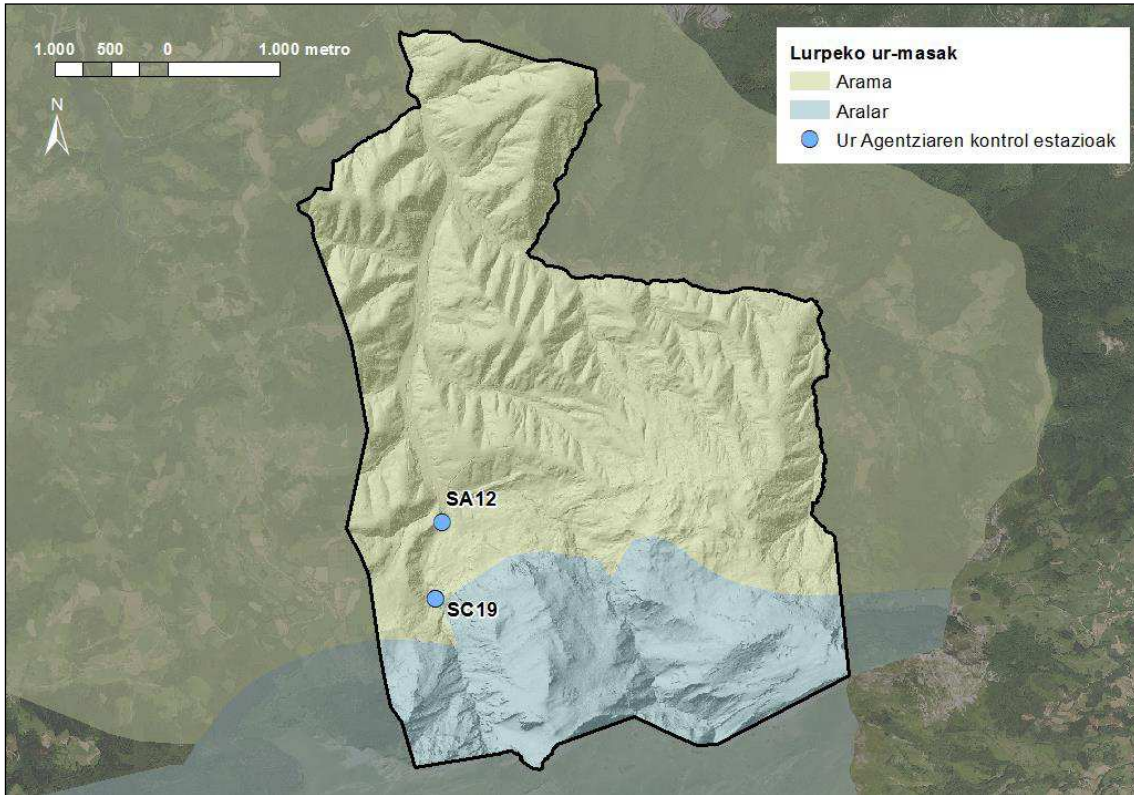 1.000 500 0 1.000 metro
N
Lurpeko ur-masak
Arama
Aralar
Ur Agentziaren kontrol estazioak
SA12
SC19